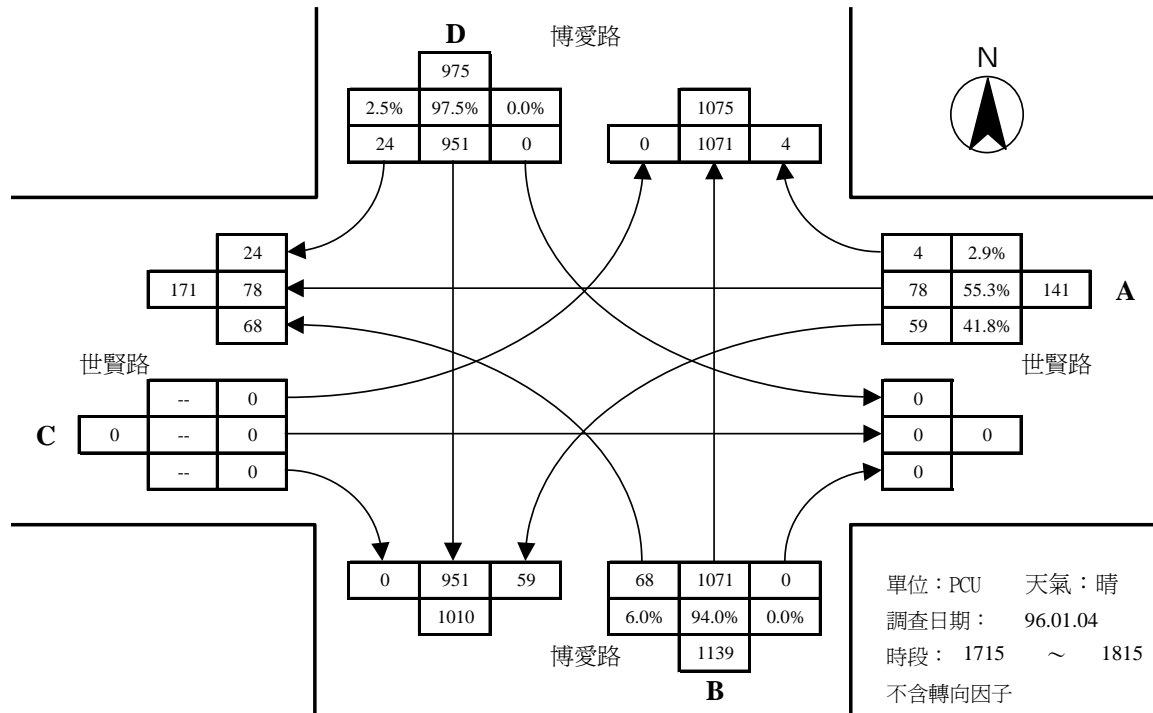 D
博愛路
N
975
2.5% 97.5% 0.0%
24 951 0
1075
0 1071 4
24
171 78
68
4 2.9%
78 55.3% 141
59 41.8%
A
世賢路
世賢路
-- 0
C 0 -- 0
-- 0
0
0 0
0
0 951 59
1010
68 1071 0
6.0% 94.0% 0.0%
1139
博愛路
B
單位：PCU 天氣：晴
調查日期： 96.01.04
時段： 1715 ～ 1815
不含轉向因子